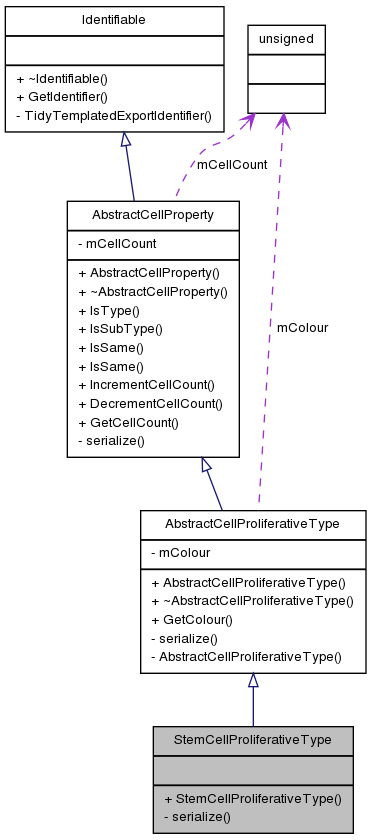 Identifiable
+ ~Identifiable()
+ GetIdentifier()
- TidyTemplatedExportIdentifier()
unsigned
mCellCount
AbstractCellProperty
- mCellCount
+ AbstractCellProperty()
+ ~AbstractCellProperty()
+ IsType()
+ IsSubType()
+ IsSame()
+ IsSame()
+ IncrementCellCount()
+ DecrementCellCount()
+ GetCellCount()
- serialize()
mColour
AbstractCellProliferativeType
- mColour
+ AbstractCellProliferativeType()
+ ~AbstractCellProliferativeType()
+ GetColour()
- serialize()
- AbstractCellProliferativeType()
StemCellProliferativeType
+ StemCellProliferativeType()
- serialize()